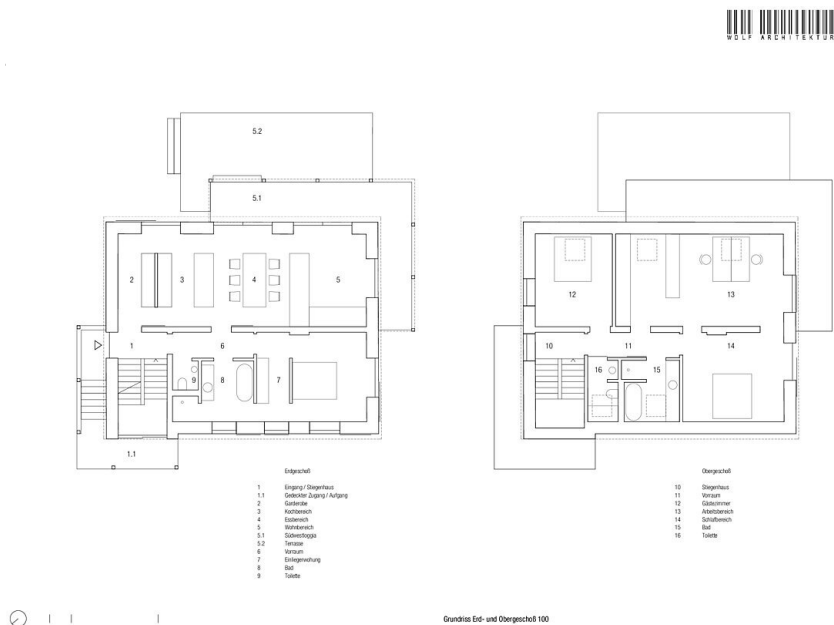 WOLF ARCHITEKTUR
5.2
5.1
2
3
4
5
1
6
9
8
7
1.1
12
13
10
11
14
16
15
Erdgeschoß
1 Eingang / Stiegenhaus
1.1 Gedeckter Zugang / Aufgang
2 Garderobe
3 Kochbereich
4 Essbereich
5 Wohnbereich
5.1 Südwestloggia
5.2 Terrasse
6 Vorraum
7 Einliegerwohung
8 Bad
9 Toilette
Obergeschoß
10 Stiegenhaus
11 Vorraum
12 Gästezimmer
13 Arbeitsbereich
14 Schlafbereich
15 Bad
16 Toilette
Grundriss Erd- und Obergeschoß 100